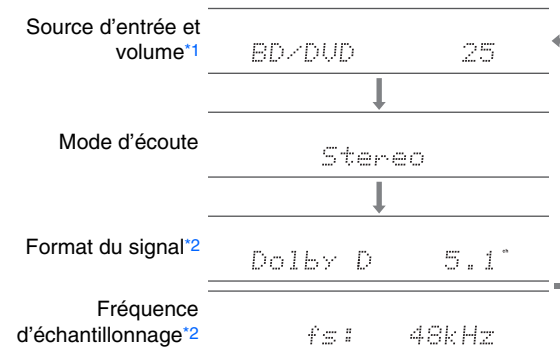 Source d'entrée et
volume*1
BD/DVD 25
Mode d'écoute
Stereo
Format du signal*2
Dolby D 5.1
Fréquence
d'échantillonnage*2
fs: 48kHz